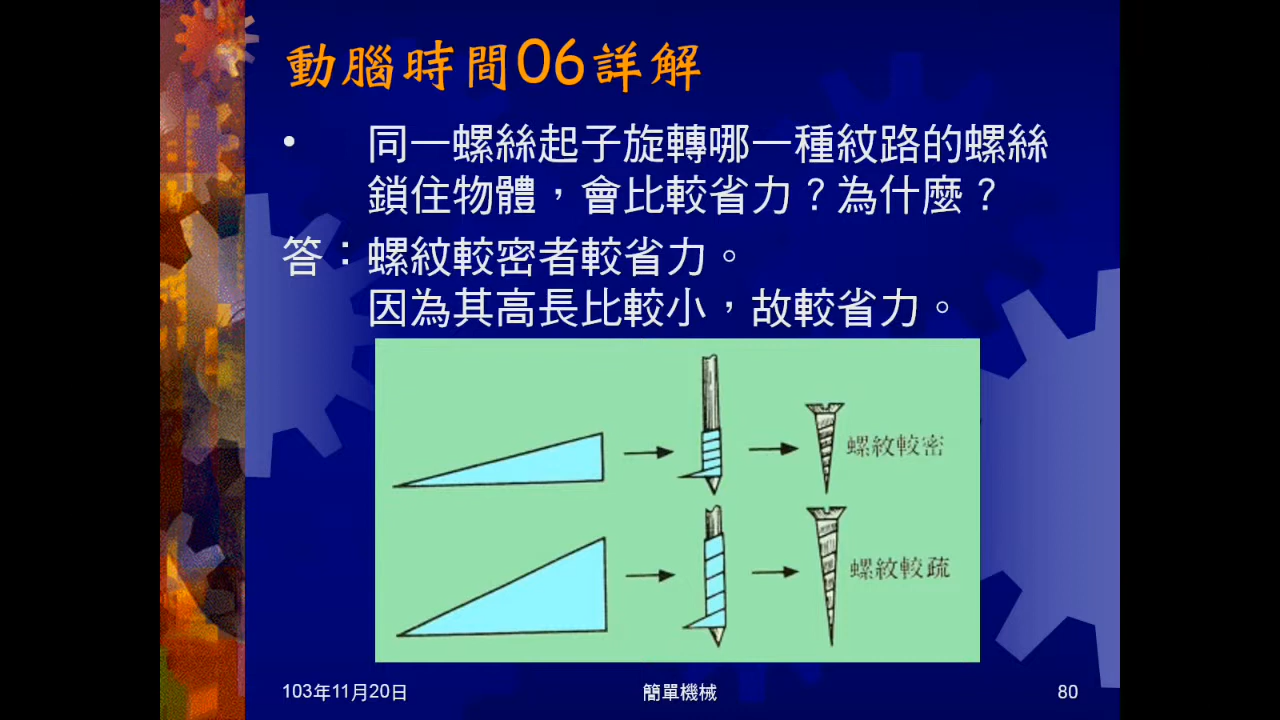 動腦時間06詳解
• 同一螺絲起子旋轉哪一種紋路的螺絲
鎖住物體，會比較省力？為什麼？
答：螺紋較密者較省力。
因為其高長比較小，故較省力。
螺紋較密
螺紋較疏
103年11月20日
簡單機械
80